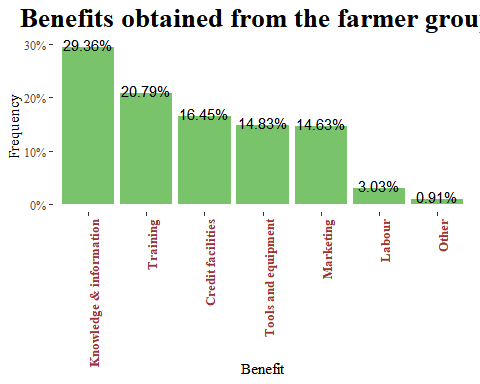 Benefits obtained from the farmer grou
Frequency
30%
20%
10%
0%
29.36%
20.79%
16.45%
14.83%
14.63%
3.03%
0.91%
Knowledge & information
Training
Credit facilities
Tools and equipment
Marketing
Labour
Other
Benefit